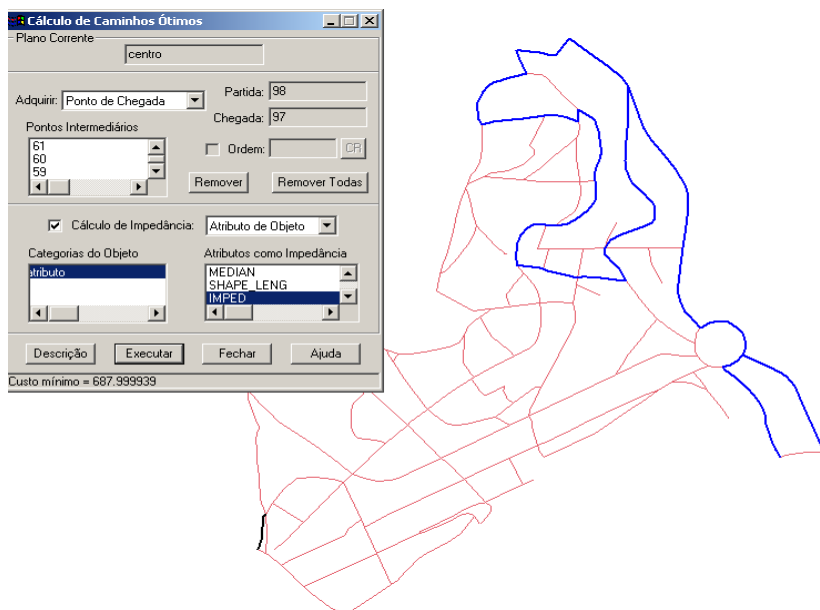 Cálculo de Caminhos Ótimos
Plano Corrente
centro
Adquirir: Ponto de Chegada
Partida: 98
Chegada: 97
Pontos Intermediários
61
60
59
Ordem: CR
Remover Remover Todas
Cálculo de Impedância: Atributo de Objeto
Categorias do Objeto
atributo
Atributos como Impedância
MEDIAN
SHAPE_LENG
IMPED
Descrição Executar Fechar Ajuda
Custo mínimo = 687.999939